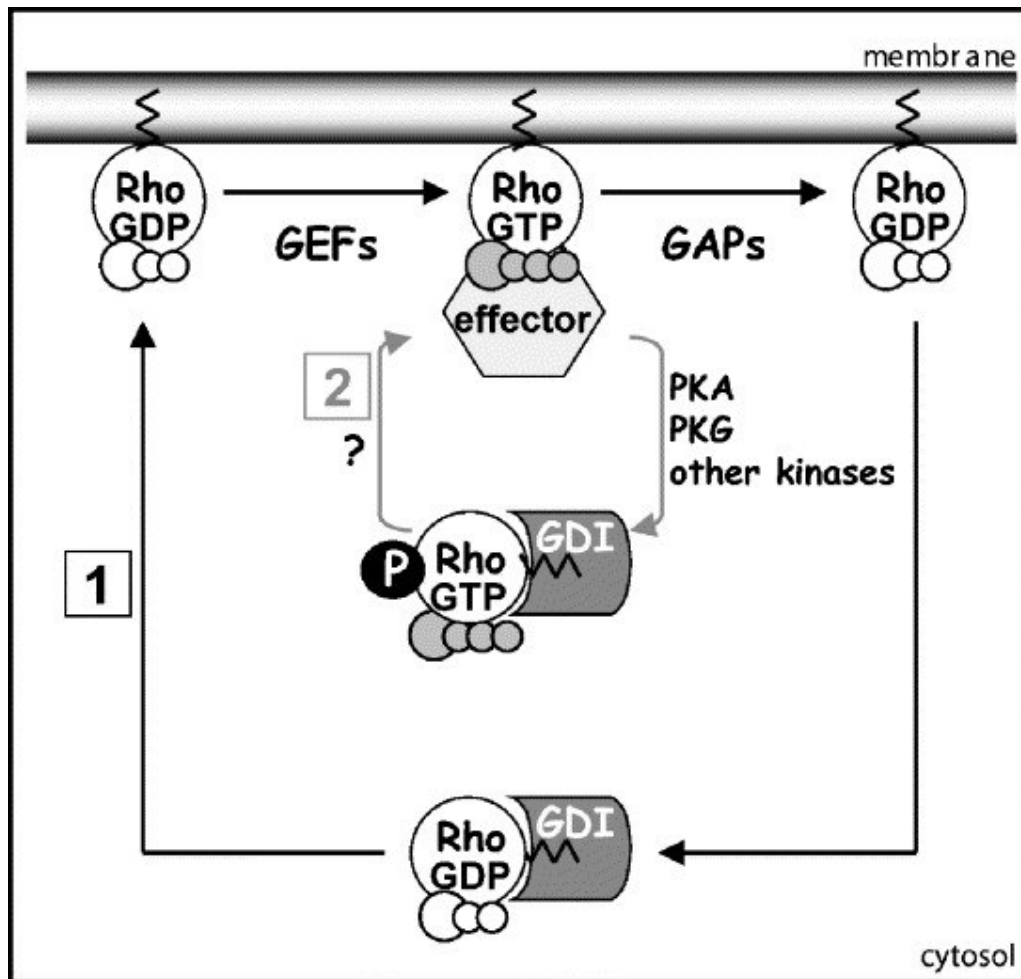 membrane
Rho
GDP
GEFs
Rho
GTP
effector
GAPs
Rho
GDP
2
?
PKA
PKG
other kinases
P
Rho
GTP
GDI
1
Rho
GDP
GDI
cytosol